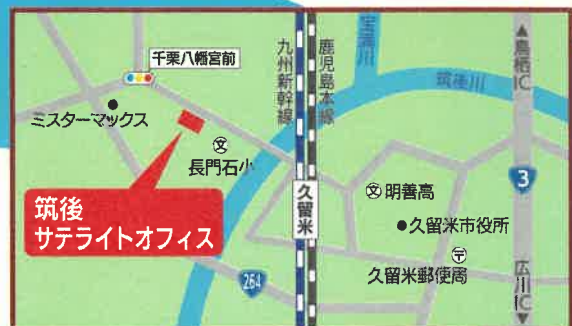 千栗八幡宮前
九州新幹線
鹿児島本線
宝満川
▲鳥栖IC
筑後川
ミスターマックス
文
長門石小
3
筑後
サテライトオフィス
久留米
文 明善高
久留米市役所
〒
久留米郵便局
264
広川IC▼